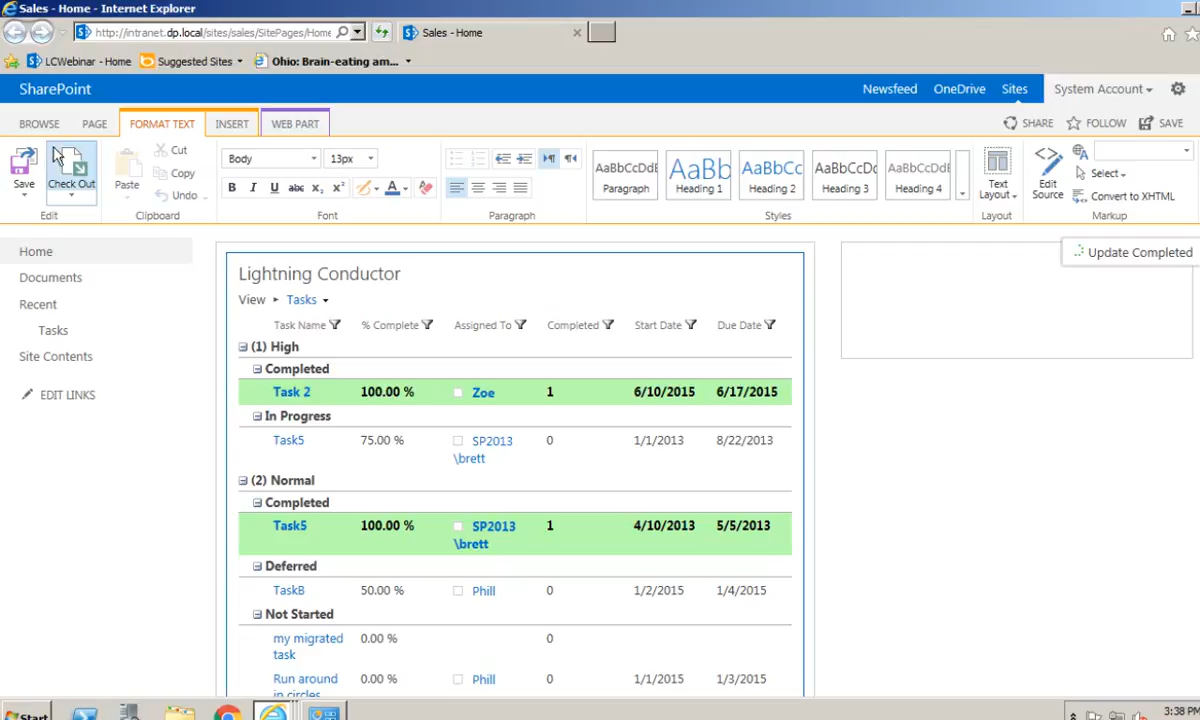 Sales - Home - Internet Explorer
http://intranet.dp.local/sites/sales/SitePages/Home
Sales - Home
LCWebinar - Home
Suggested Sites
Ohio: Brain-eating am...
SharePoint
Newsfeed
OneDrive
Sites
System Account
BROWSE
PAGE
FORMAT TEXT
INSERT
WEB PART
SHARE
FOLLOW
SAVE
Save
Check Out
Edit
Paste
Cut
Copy
Undo
Clipboard
Body
13px
B I U abc x₂ x²
A
Font
Paragraph
AaBbCcDdE
Paragraph
AaBb
Heading 1
AaBbCc
Heading 2
AaBbCcDc
Heading 3
AaBbCcDdE
Heading 4
Styles
Text
Layout
Layout
Edit
Source
Select
Convert to XHTML
Markup
Update Completed
Home
Documents
Recent
Tasks
Site Contents
EDIT LINKS
Lightning Conductor
View Tasks
Task Name % Complete Assigned To Completed Start Date Due Date
(1) High
Completed
Task 2 100.00 % Zoe 1 6/10/2015 6/17/2015
In Progress
Task5 75.00 % SP2013 0 1/1/2013 8/22/2013
\brett
(2) Normal
Completed
Task5 100.00 % SP2013 1 4/10/2013 5/5/2013
\brett
Deferred
TaskB 50.00 % Phill 0 1/2/2015 1/4/2015
Not Started
my migrated 0.00 % 0
task
Run around 0.00 % Phill 0 1/1/2015 1/3/2015
in circles
Start
3:38 PM